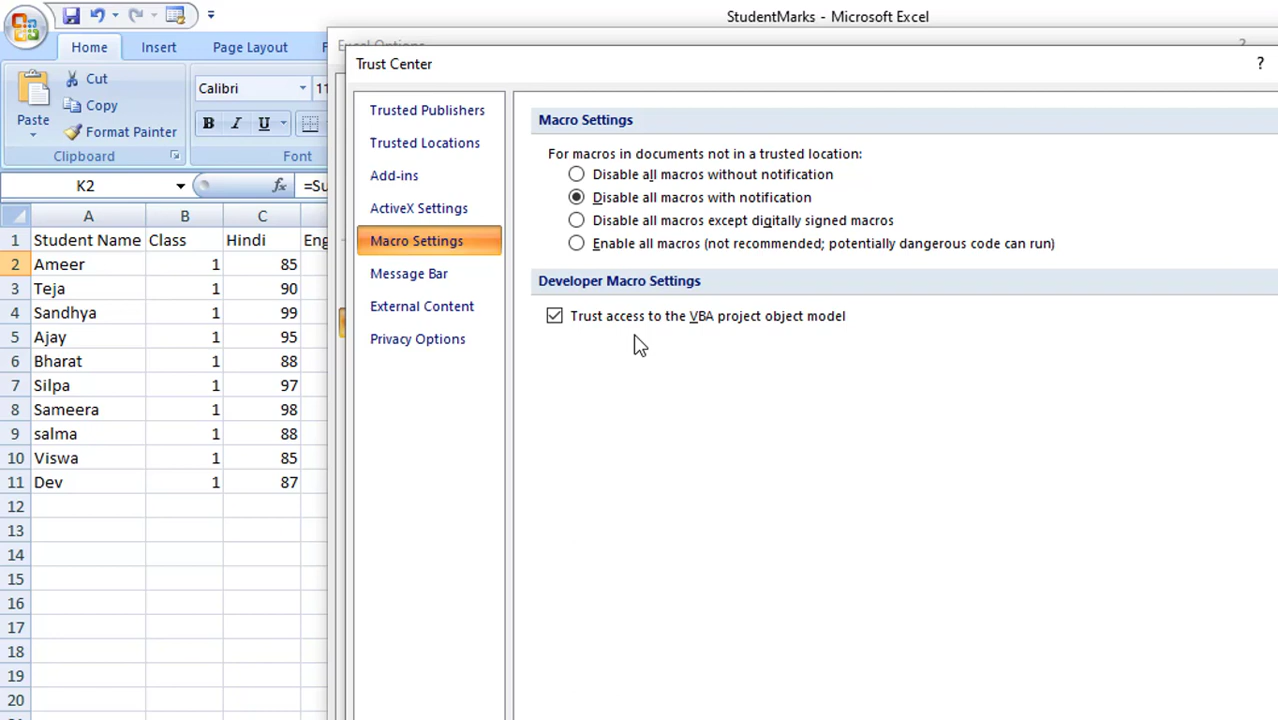 StudentMarks - Microsoft Excel
Home Insert Page Layout F
Excel Options ?
Trust Center ?
Paste
Cut
Copy
Format Painter
Clipboard
Calibri 11
B I U
Font
K2 fx =Su
A B C
1 Student Name Class Hindi Eng
2 Ameer 1 85
3 Teja 1 90
4 Sandhya 1 99
5 Ajay 1 95
6 Bharat 1 88
7 Silpa 1 97
8 Sameera 1 98
9 salma 1 88
10 Viswa 1 85
11 Dev 1 87
12
13
14
15
16
17
18
19
20
Trusted Publishers
Trusted Locations
Add-ins
ActiveX Settings
Macro Settings
Message Bar
External Content
Privacy Options
Macro Settings
For macros in documents not in a trusted location:
Disable all macros without notification
Disable all macros with notification
Disable all macros except digitally signed macros
Enable all macros (not recommended; potentially dangerous code can run)
Developer Macro Settings
Trust access to the VBA project object model